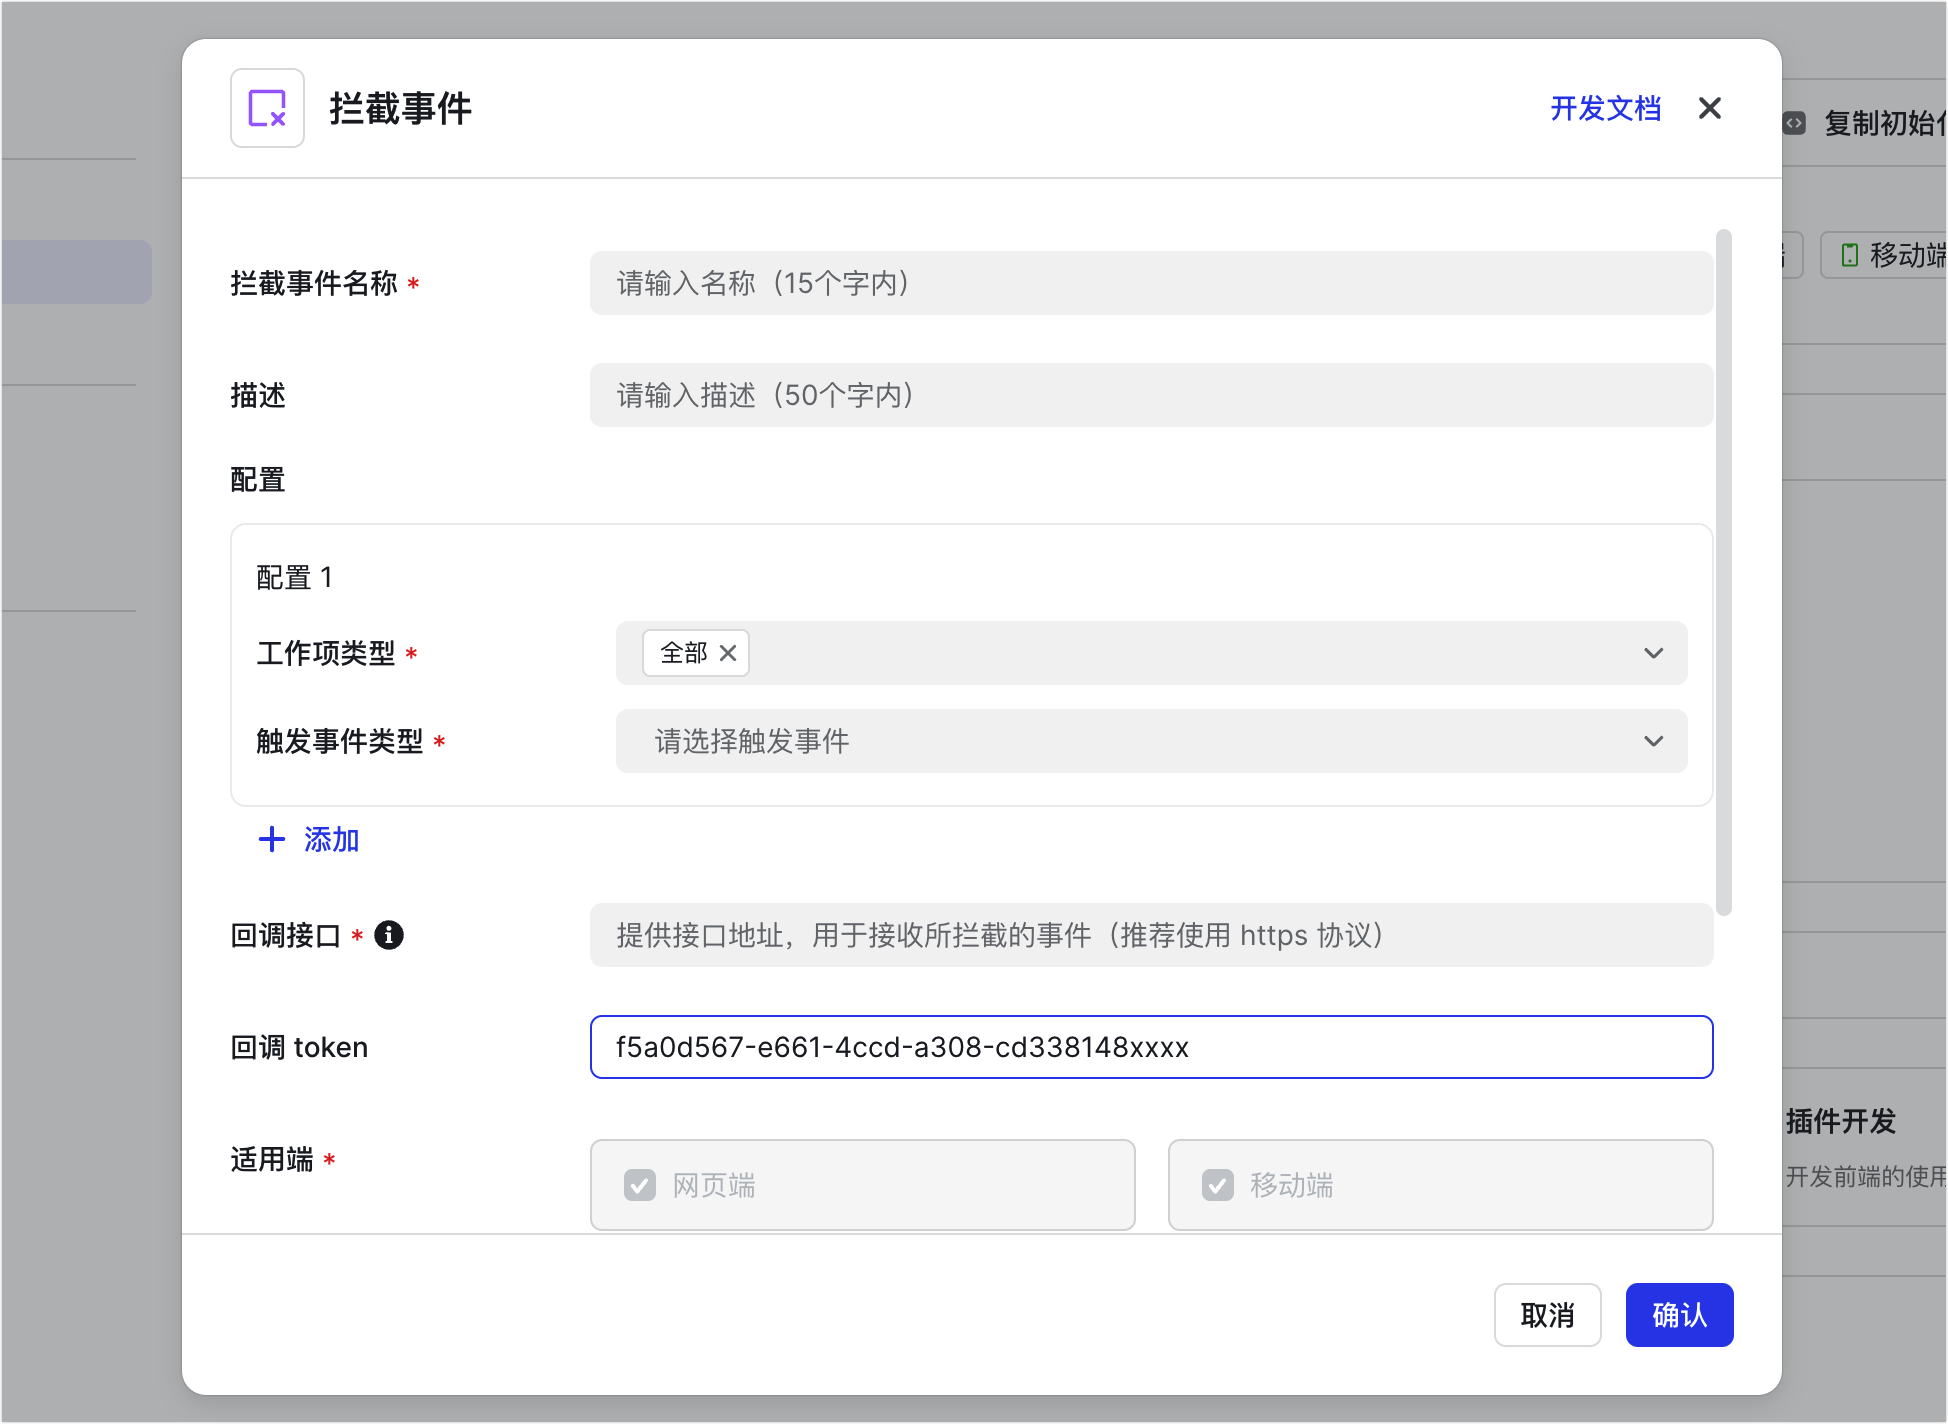 拦截事件
开发文档
复制初始
移动端
拦截事件名称 *
请输入名称（15个字内）
描述
请输入描述（50个字内）
配置
配置 1
工作项类型 *
全部
触发事件类型 *
请选择触发事件
添加
回调接口 *
提供接口地址，用于接收所拦截的事件（推荐使用 https 协议）
回调 token
f5a0d567-e661-4ccd-a308-cd338148xxxx
适用端 *
网页端
移动端
插件开发
开发前端的使用
取消
确认